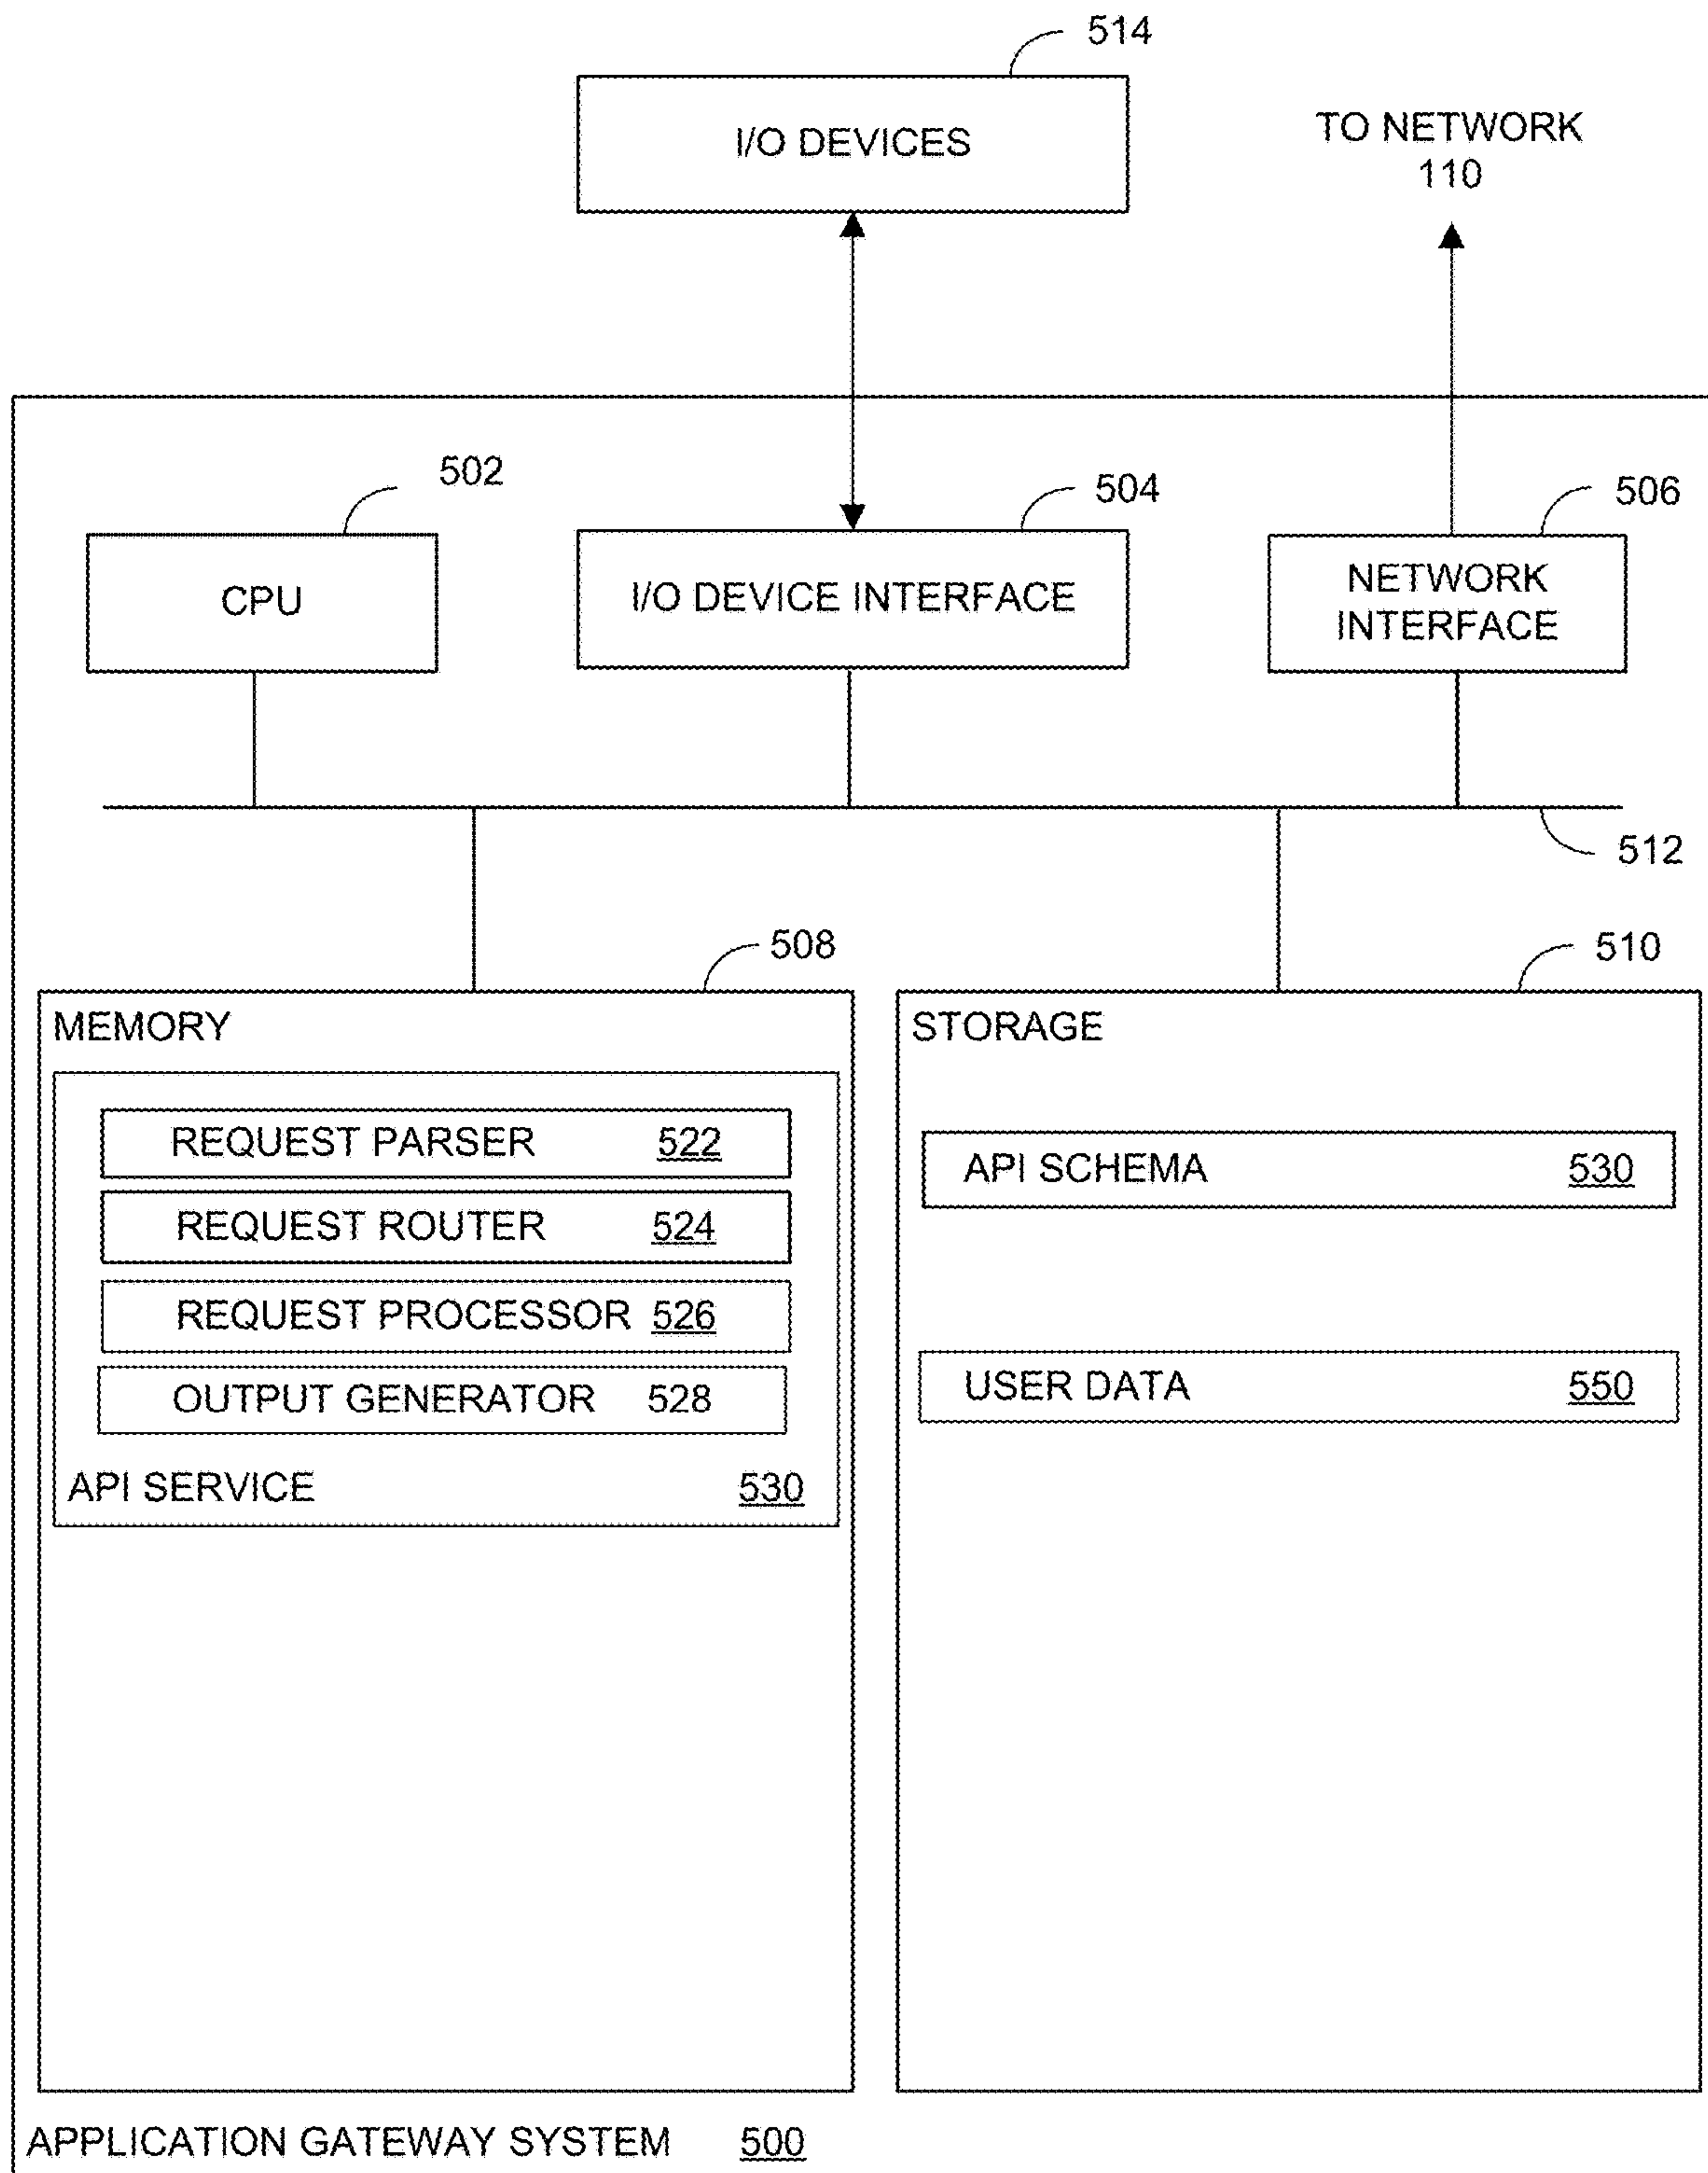 514
I/O DEVICES
TO NETWORK
110
502
504
506
CPU
I/O DEVICE INTERFACE
NETWORK
INTERFACE
512
508
510
MEMORY
REQUEST PARSER 522
REQUEST ROUTER 524
REQUEST PROCESSOR 526
OUTPUT GENERATOR 528
API SERVICE 530
STORAGE
API SCHEMA 530
USER DATA 550
APPLICATION GATEWAY SYSTEM 500